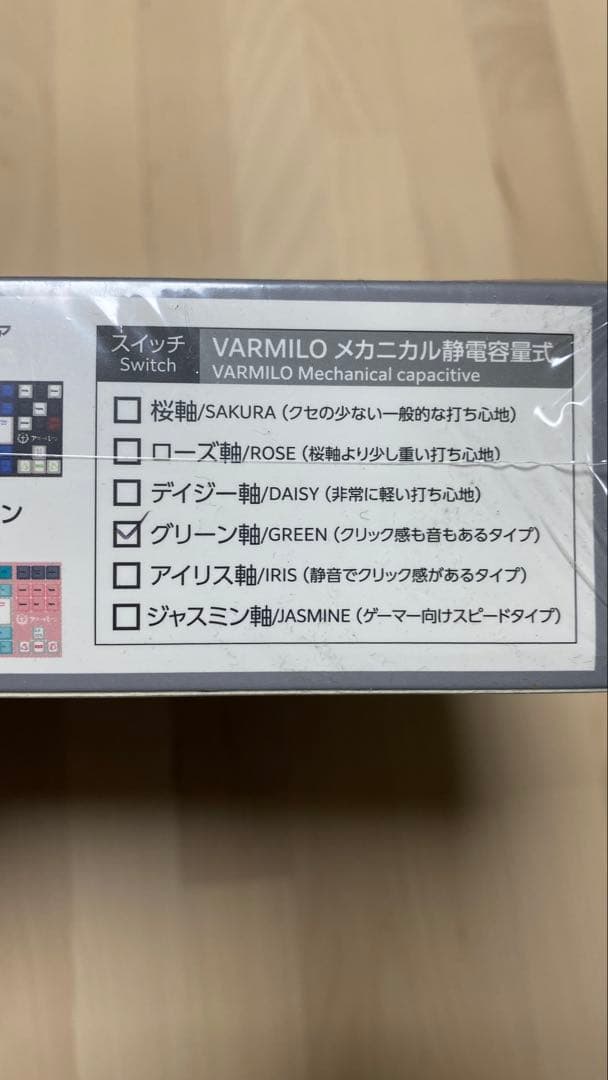 スイッチ
Switch
VARMILO メカニカル静電容量式
VARMILO Mechanical capacitive
桜軸/SAKURA（クセの少ない一般的な打ち心地）
ローズ軸/ROSE（桜軸より少し重い打ち心地）
デイジー軸/DAISY（非常に軽い打ち心地）
グリーン軸/GREEN（クリック感も音もあるタイプ）
アイリス軸/IRIS（静音でクリック感があるタイプ）
ジャスミン軸/JASMINE（ゲーマー向けスピードタイプ）
ン